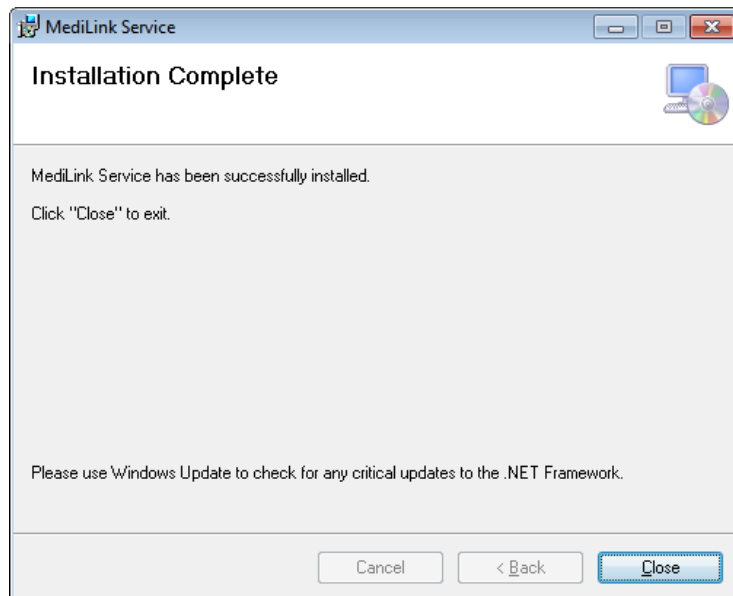 MediLink Service
Installation Complete
MediLink Service has been successfully installed.
Click "Close" to exit.
Please use Windows Update to check for any critical updates to the .NET Framework.
Cancel
< Back
Close